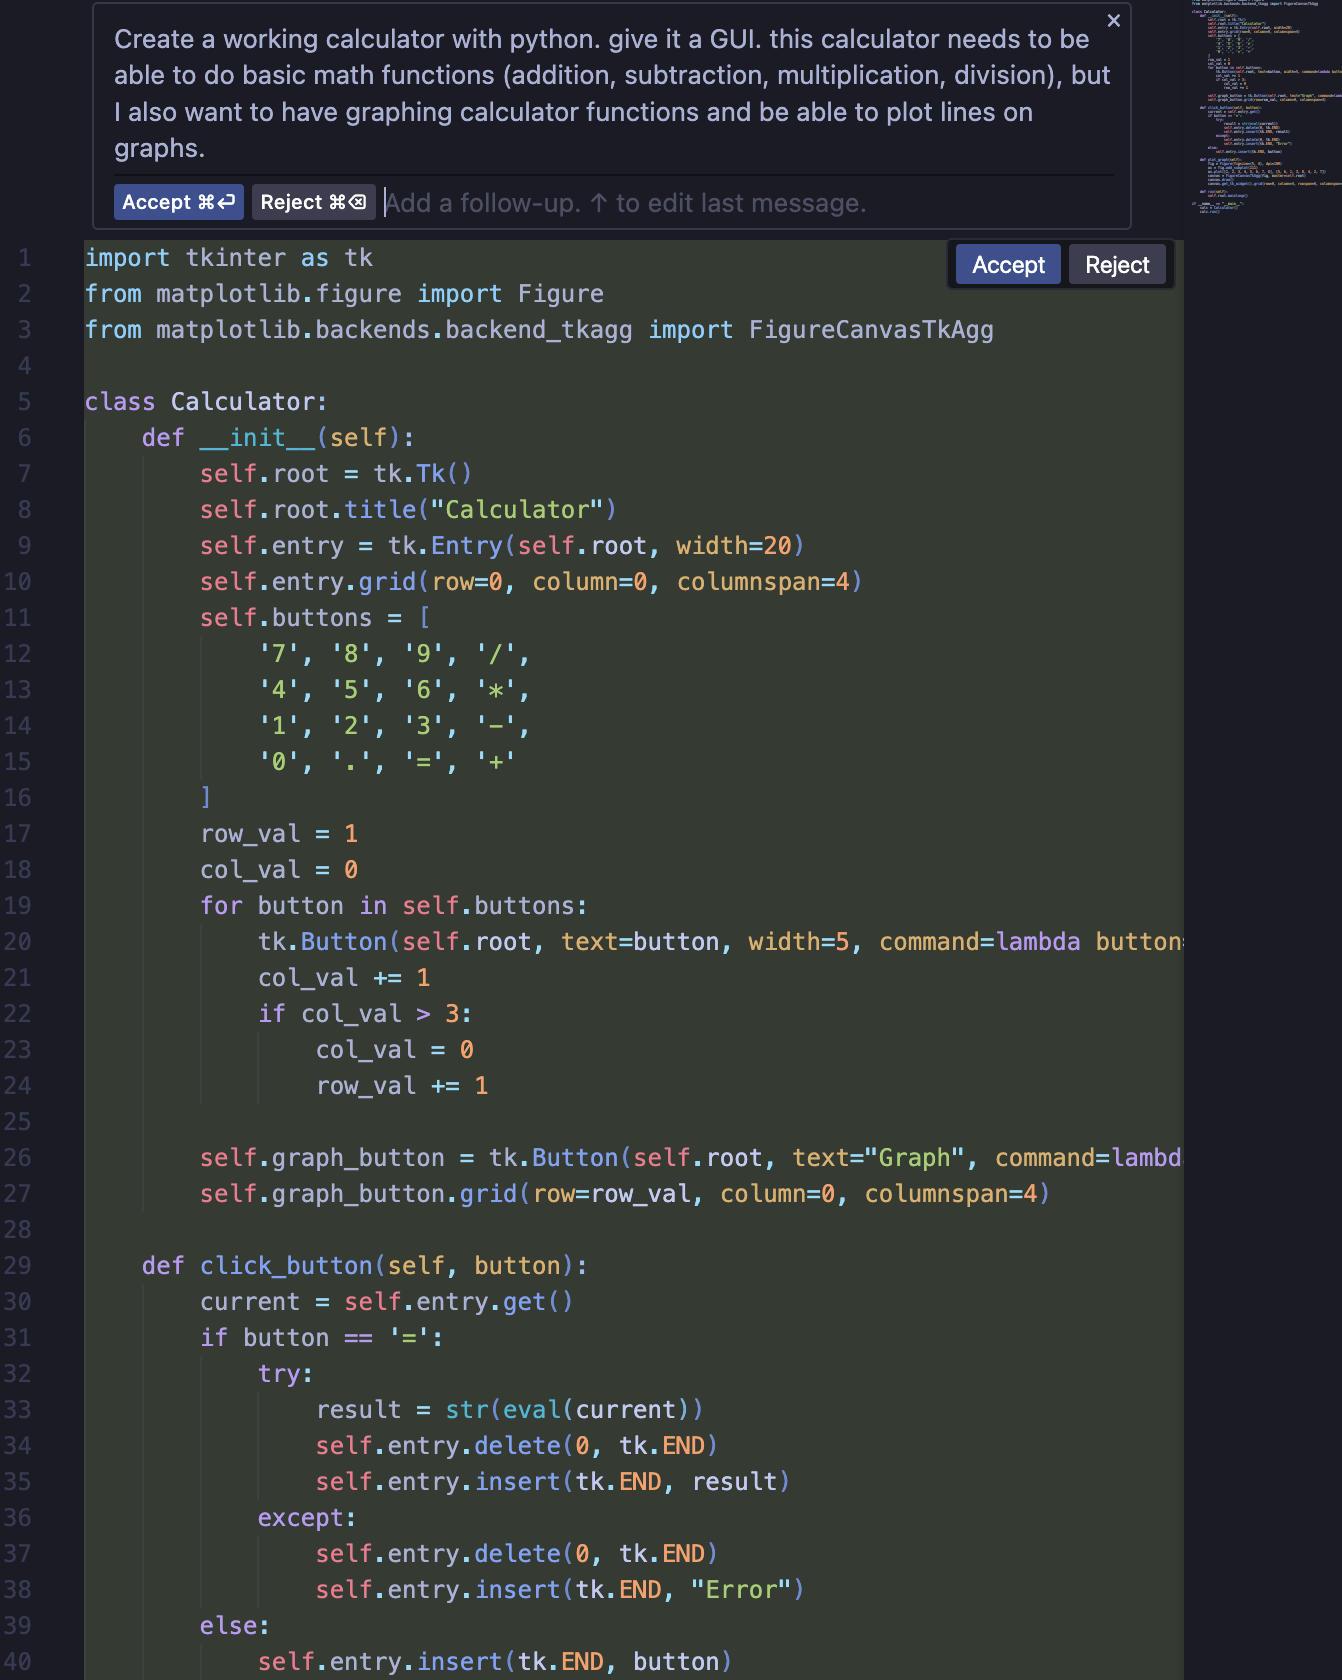 Create a working calculator with python. give it a GUI. this calculator needs to be
able to do basic math functions (addition, subtraction, multiplication, division), but
I also want to have graphing calculator functions and be able to plot lines on
graphs.
×
Accept ⌘⏎ Reject ⌘⌫ Add a follow-up. ↑ to edit last message.
Accept Reject
1 import tkinter as tk
2 from matplotlib.figure import Figure
3 from matplotlib.backends.backend_tkagg import FigureCanvasTkAgg
4
5 class Calculator:
6     def __init__(self):
7         self.root = tk.Tk()
8         self.root.title("Calculator")
9         self.entry = tk.Entry(self.root, width=20)
10         self.entry.grid(row=0, column=0, columnspan=4)
11         self.buttons = [
12             '7', '8', '9', '/',
13             '4', '5', '6', '*',
14             '1', '2', '3', '-',
15             '0', '.', '=', '+'
16         ]
17         row_val = 1
18         col_val = 0
19         for button in self.buttons:
20             tk.Button(self.root, text=button, width=5, command=lambda button=
21             col_val += 1
22             if col_val > 3:
23                 col_val = 0
24                 row_val += 1
25
26         self.graph_button = tk.Button(self.root, text="Graph", command=lambd
27         self.graph_button.grid(row=row_val, column=0, columnspan=4)
28
29     def click_button(self, button):
30         current = self.entry.get()
31         if button == '=':
32             try:
33                 result = str(eval(current))
34                 self.entry.delete(0, tk.END)
35                 self.entry.insert(tk.END, result)
36             except:
37                 self.entry.delete(0, tk.END)
38                 self.entry.insert(tk.END, "Error")
39         else:
40             self.entry.insert(tk.END, button)